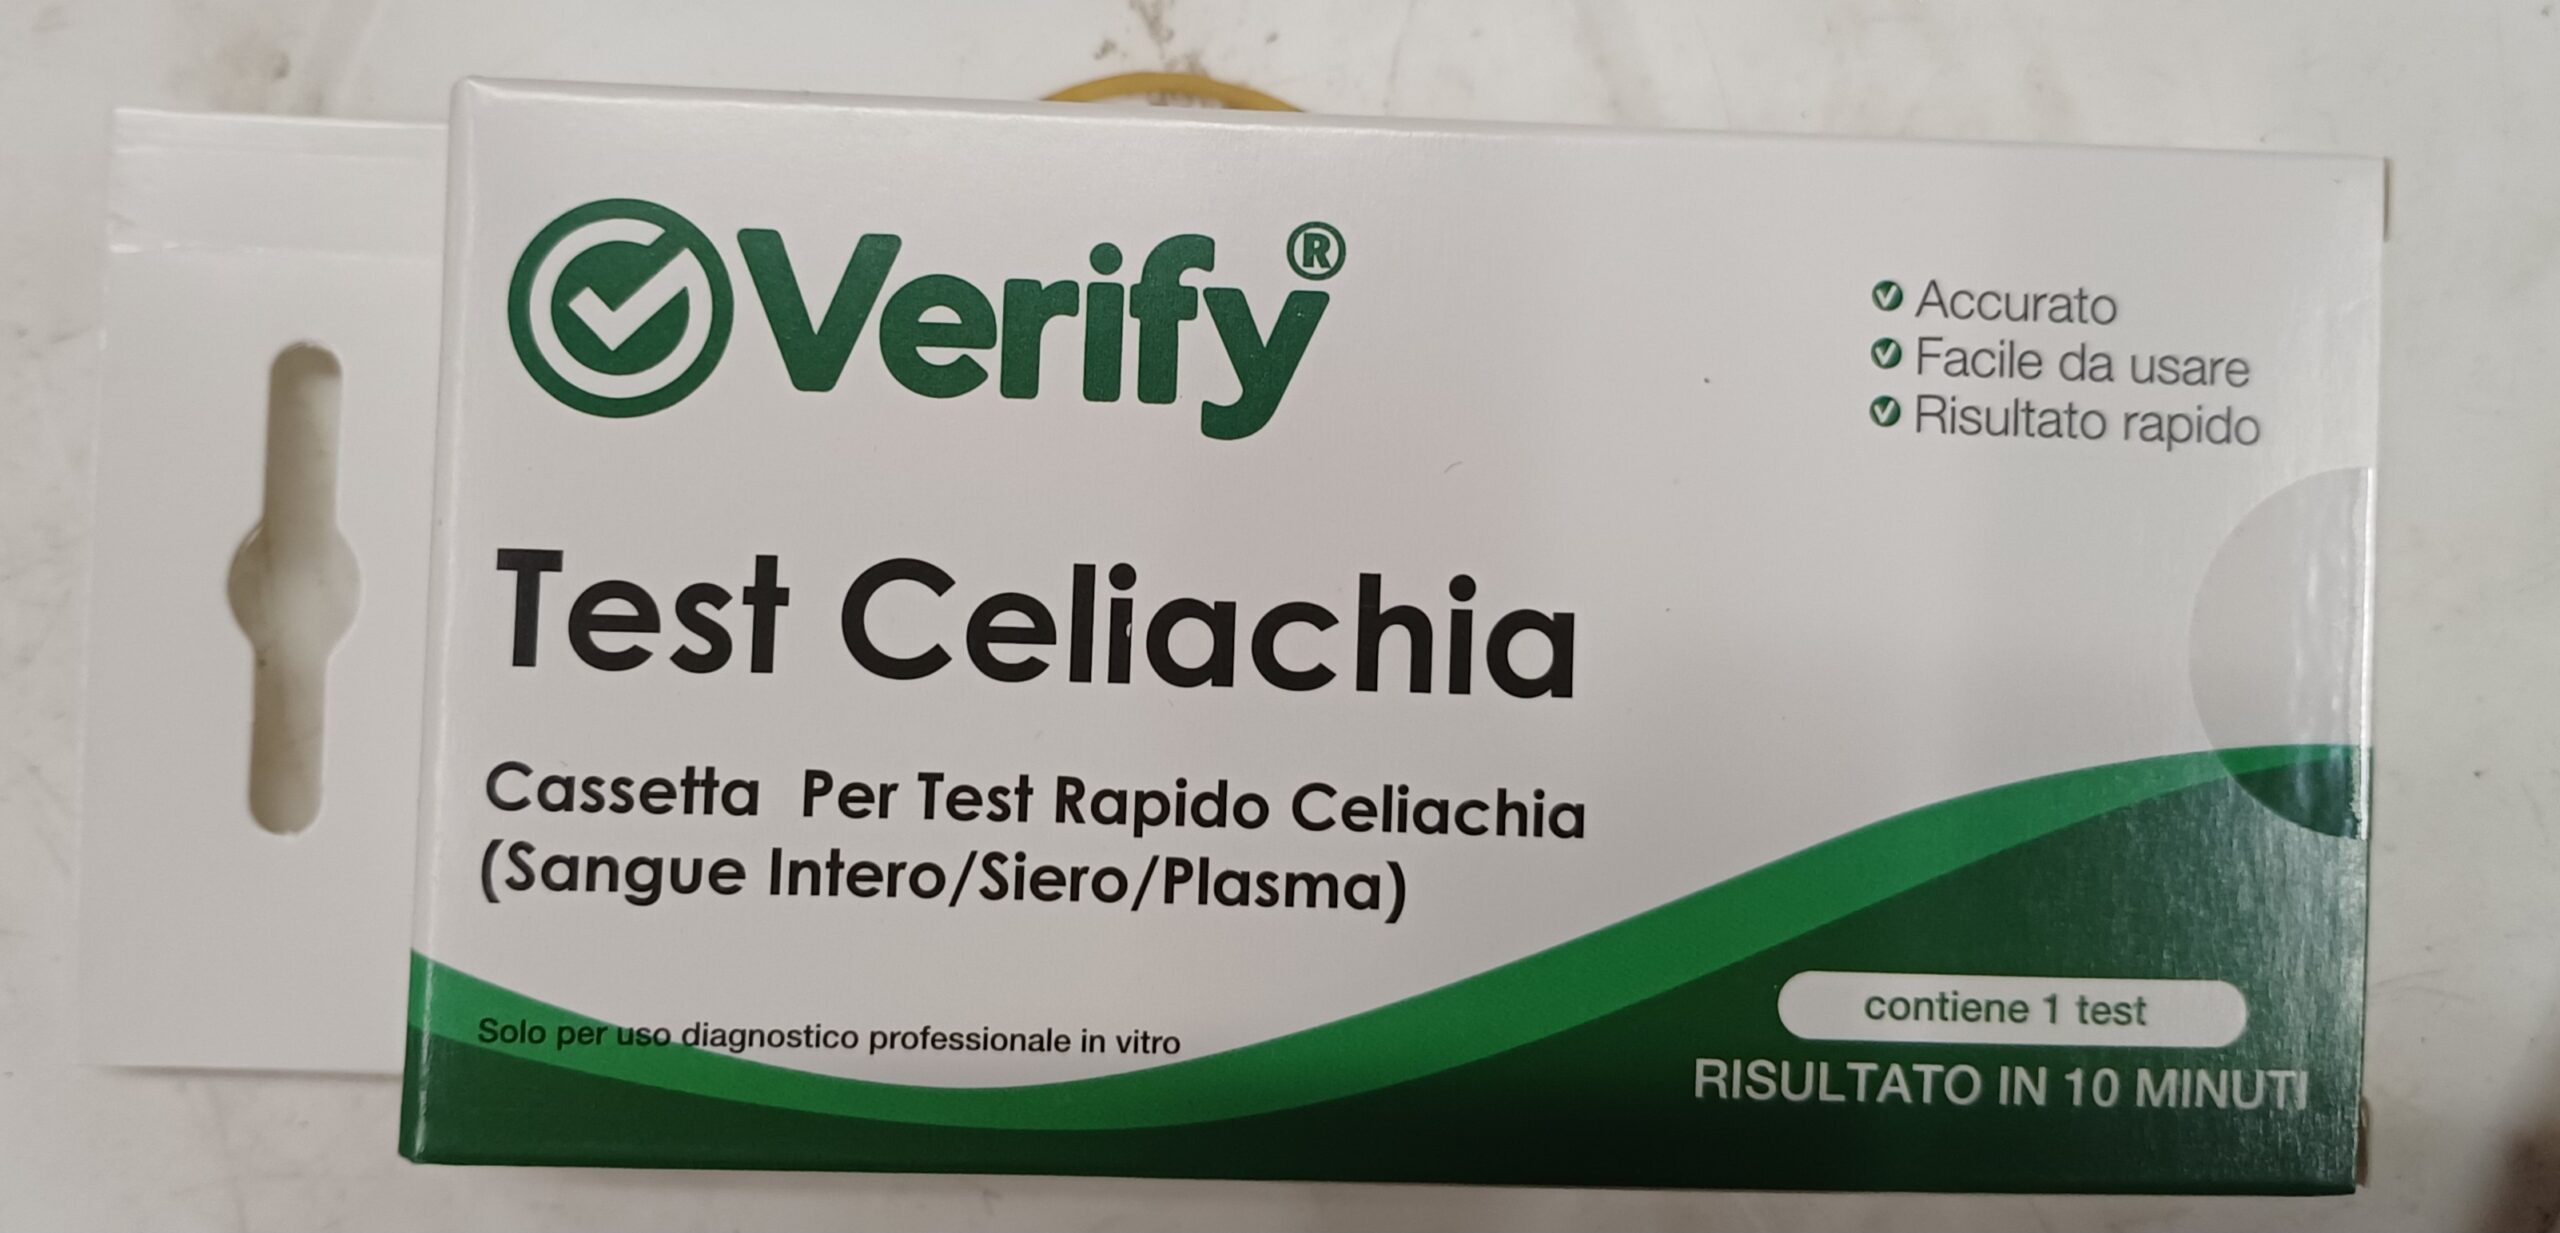 Verify®
Accurato
Facile da usare
Risultato rapido
Test Celiachia
Cassetta Per Test Rapido Celiachia
(Sangue Intero/Siero/Plasma)
Solo per uso diagnostico professionale in vitro
contiene 1 test
RISULTATO IN 10 MINUTI